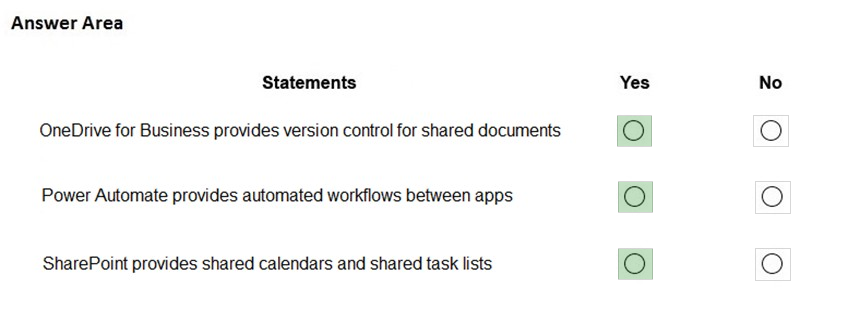 Answer Area
Statements Yes No
OneDrive for Business provides version control for shared documents
Power Automate provides automated workflows between apps
SharePoint provides shared calendars and shared task lists